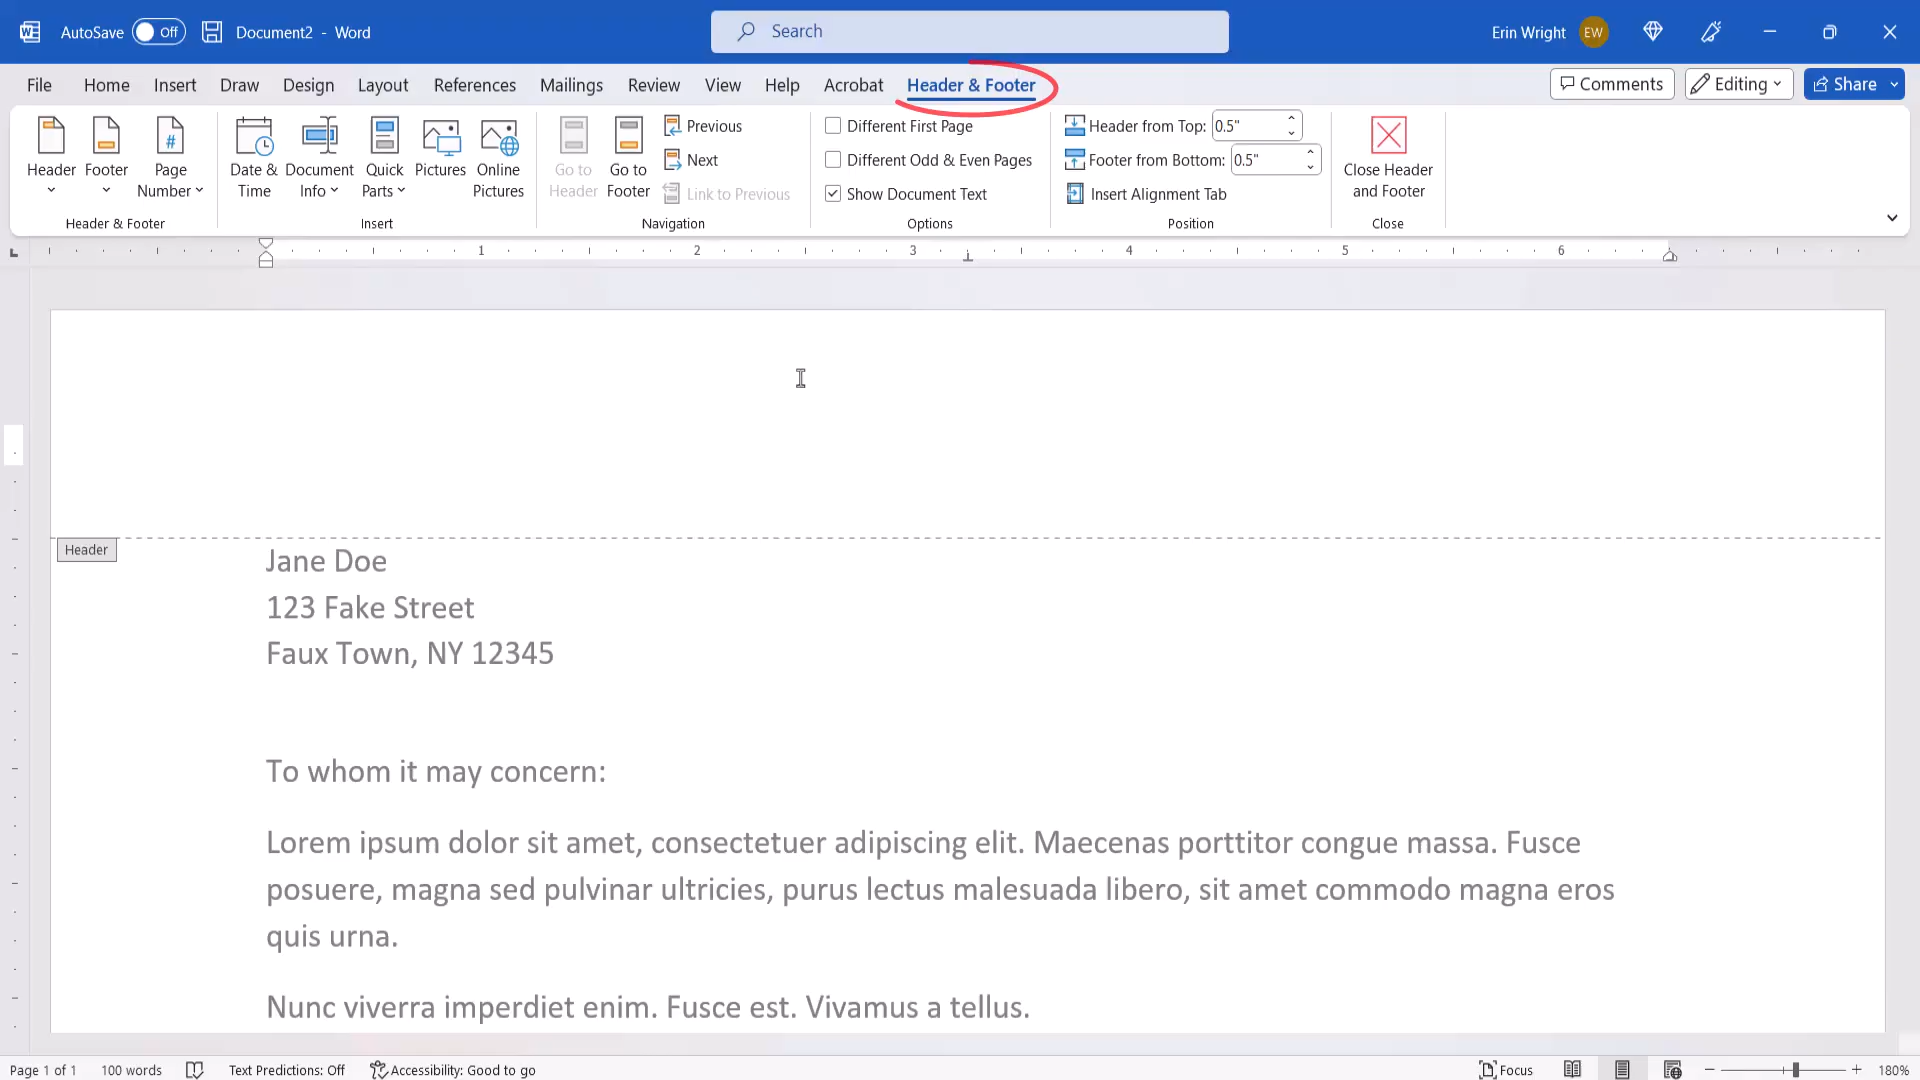 AutoSave Off Document2 - Word Search Erin Wright EW
File Home Insert Draw Design Layout References Mailings Review View Help Acrobat Header & Footer Comments Editing Share
Header Footer Page Number Date & Time Document Info Quick Parts Pictures Online Pictures Go to Header Go to Footer
Previous
Next
Link to Previous
Different First Page
Different Odd & Even Pages
Show Document Text
Header from Top: 0.5"
Footer from Bottom: 0.5"
Insert Alignment Tab
Close Header and Footer
Header & Footer Insert Navigation Options Position Close
1 2 3 4 5 6
Header
Jane Doe
123 Fake Street
Faux Town, NY 12345
To whom it may concern:
Lorem ipsum dolor sit amet, consectetuer adipiscing elit. Maecenas porttitor congue massa. Fusce
posuere, magna sed pulvinar ultricies, purus lectus malesuada libero, sit amet commodo magna eros
quis urna.
Nunc viverra imperdiet enim. Fusce est. Vivamus a tellus.
Page 1 of 1 100 words Text Predictions: Off Accessibility: Good to go Focus 180%